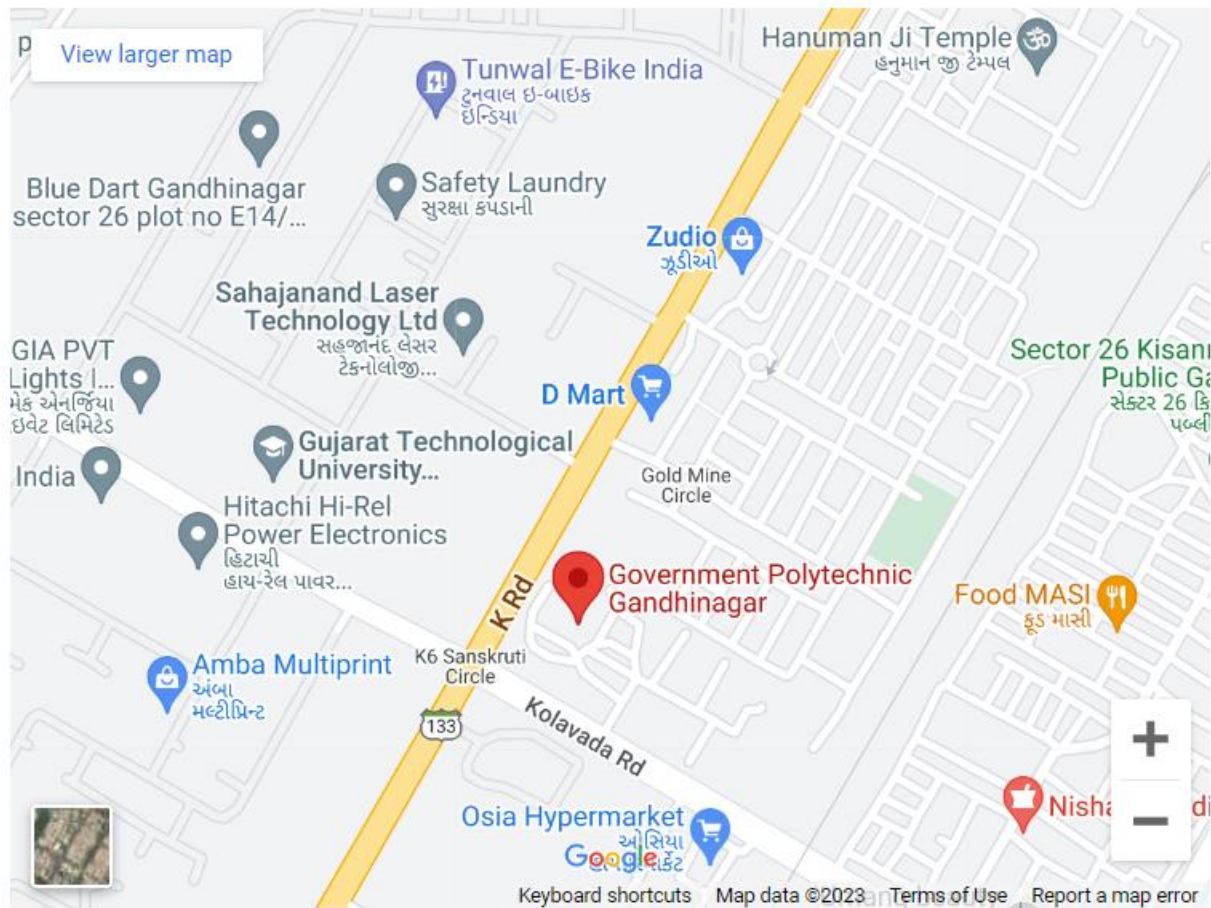 View larger map
Hanuman Ji Temple
હનુમાન જી ટેમ્પલ
Tunwal E-Bike India
ટુનવાલ ઇ-બાઇક
ઇન્ડિયા
Blue Dart Gandhinagar
sector 26 plot no E14/...
Safety Laundry
સુરક્ષા કપડાની
Zudio
ઝૂડીઓ
Sahajanand Laser
Technology Ltd
સહજાનંદ લેસર
ટેકનોલોજી...
GIA PVT
Lights I...
મેક એનર્જિયા
ઇવેટ લિમિટેડ
Sector 26
Public
સેક્ટર 26
D Mart
Gujarat Technological
University...
India
Gold Mine
Circle
Hitachi Hi-Rel
Power Electronics
હિટાચી
હાય-રેલ પાવર...
K Rd
Government Polytechnic
Gandhinagar
Food MASI
ફૂડ માસી
K6 Sanskruti
Circle
Amba Multiprint
અંબા
મલ્ટીપ્રિન્ટ
133
Kolavada Rd
+
−
Osia Hypermarket
ઓસિયા
Google
Keyboard shortcuts Map data ©2023 Terms of Use Report a map error